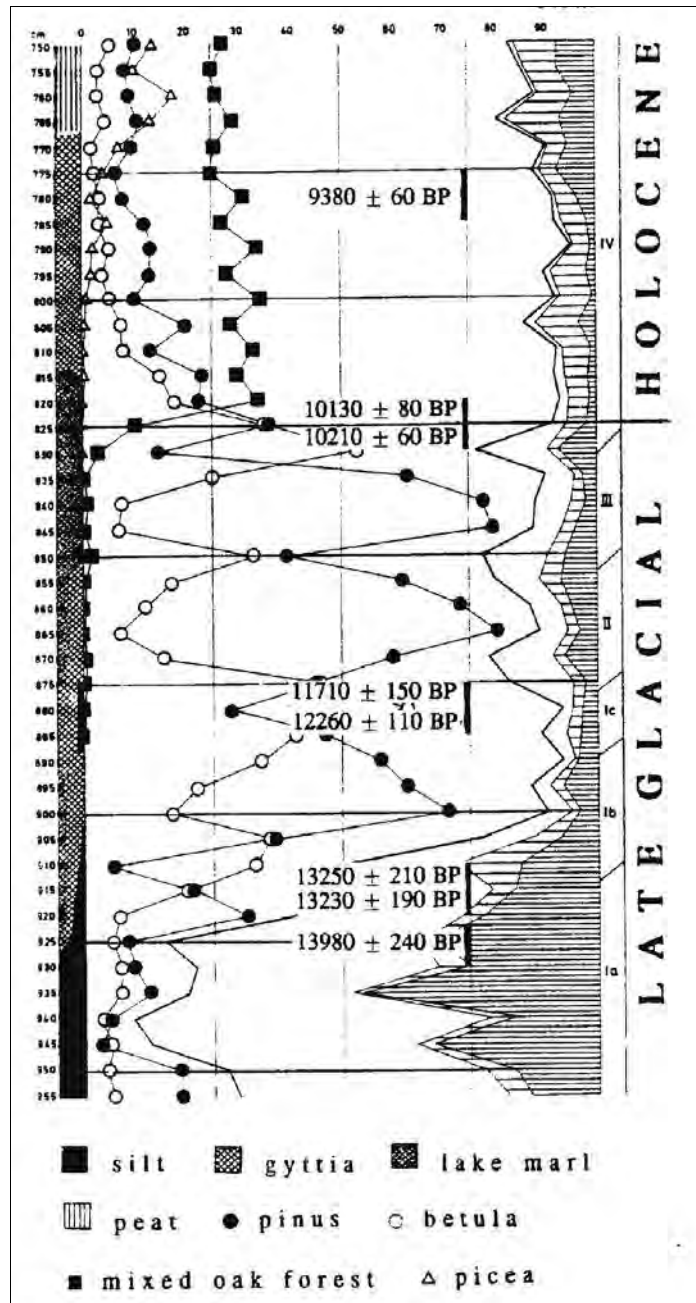 cm 0 10 20 30 40 50 60 70 80 90
750
755
760
765
770
775
9380 ± 60 BP
780
785
790
IV
795
800
805
810
815
820
10130 ± 80 BP
825
10210 ± 60 BP
830
835
840
III
845
850
855
860
II
865
870
875
11710 ± 150 BP
880
Ic
12260 ± 110 BP
885
890
895
900
Ib
905
910
13250 ± 210 BP
915
13230 ± 190 BP
920
925
13980 ± 240 BP
930
Ia
935
940
945
950
955
HOLOCENE
LATE GLACIAL
silt gyttia lake marl
peat pinus betula
mixed oak forest picea